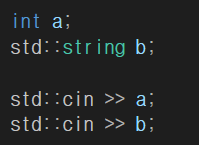 int a;
std::string b;
std::cin >> a;
std::cin >> b;